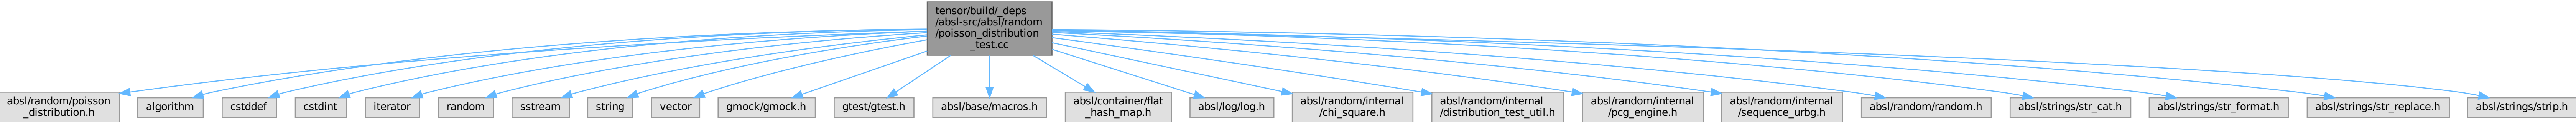 tensor/build/_deps
/absl-src/absl/random
/poisson_distribution
_test.cc
absl/random/poisson
_distribution.h
algorithm
cstddef
cstdint
iterator
random
sstream
string
vector
gmock/gmock.h
gtest/gtest.h
absl/base/macros.h
absl/container/flat
_hash_map.h
absl/log/log.h
absl/random/internal
/chi_square.h
absl/random/internal
/distribution_test_util.h
absl/random/internal
/pcg_engine.h
absl/random/internal
/sequence_urbg.h
absl/random/random.h
absl/strings/str_cat.h
absl/strings/str_format.h
absl/strings/str_replace.h
absl/strings/strip.h